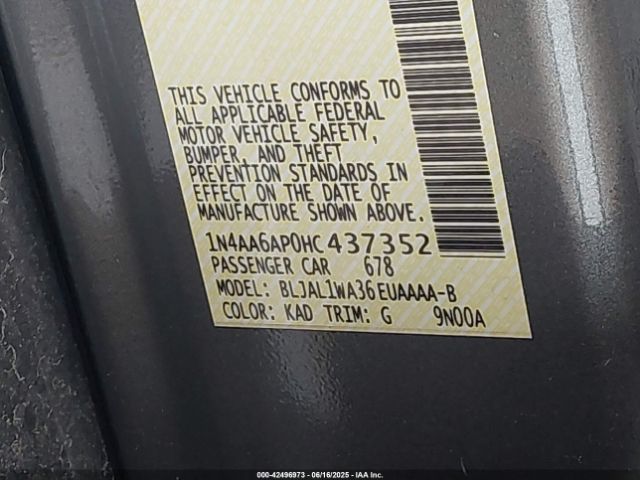 THIS VEHICLE CONFORMS TO
ALL APPLICABLE FEDERAL
MOTOR VEHICLE SAFETY,
BUMPER, AND THEFT
PREVENTION STANDARDS IN
EFFECT ON THE DATE OF
MANUFACTURE SHOWN ABOVE.
1N4AA6AP0HC437352
PASSENGER CAR 678
MODEL: BLJAL1WA36EUAAAA-B
COLOR: KAD TRIM: G 9N00A
000-42496973 - 06/16/2025 - IAA Inc.